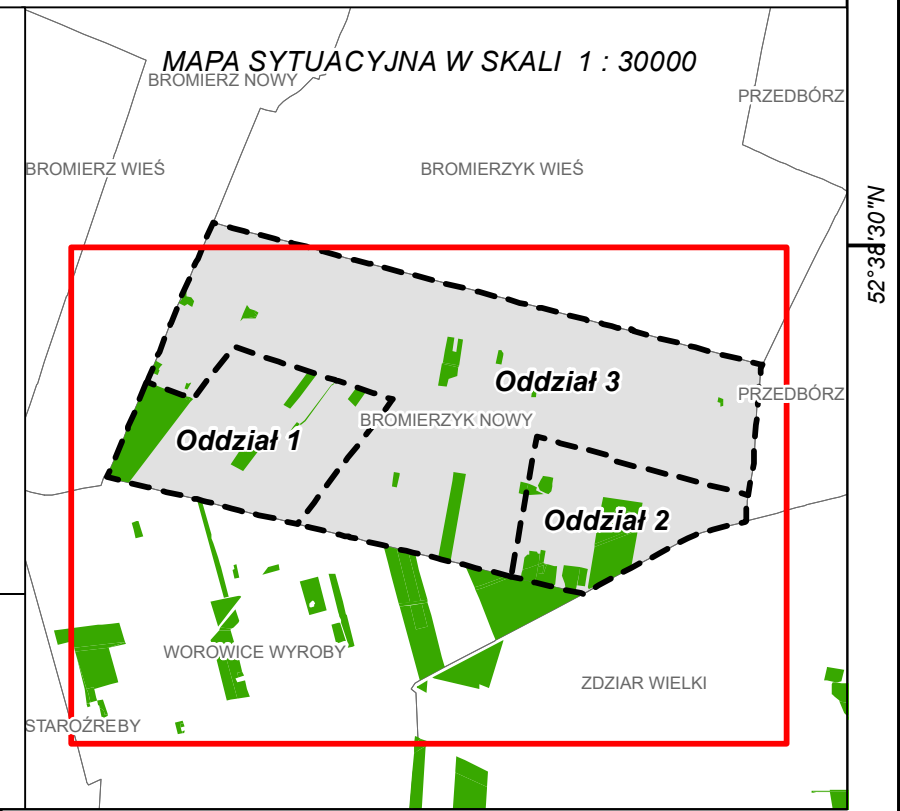 MAPA SYTUACYJNA W SKALI 1 : 30000
BROMIERZ NOWY
PRZEDBÓRZ
BROMIERZ WIEŚ
BROMIERZYK WIEŚ
52°38'30"N
Oddział 3
PRZEDBÓRZ
BROMIERZYK NOWY
Oddział 1
Oddział 2
WOROWICE WYROBY
ZDZIAR WIELKI
STAROŹREBY